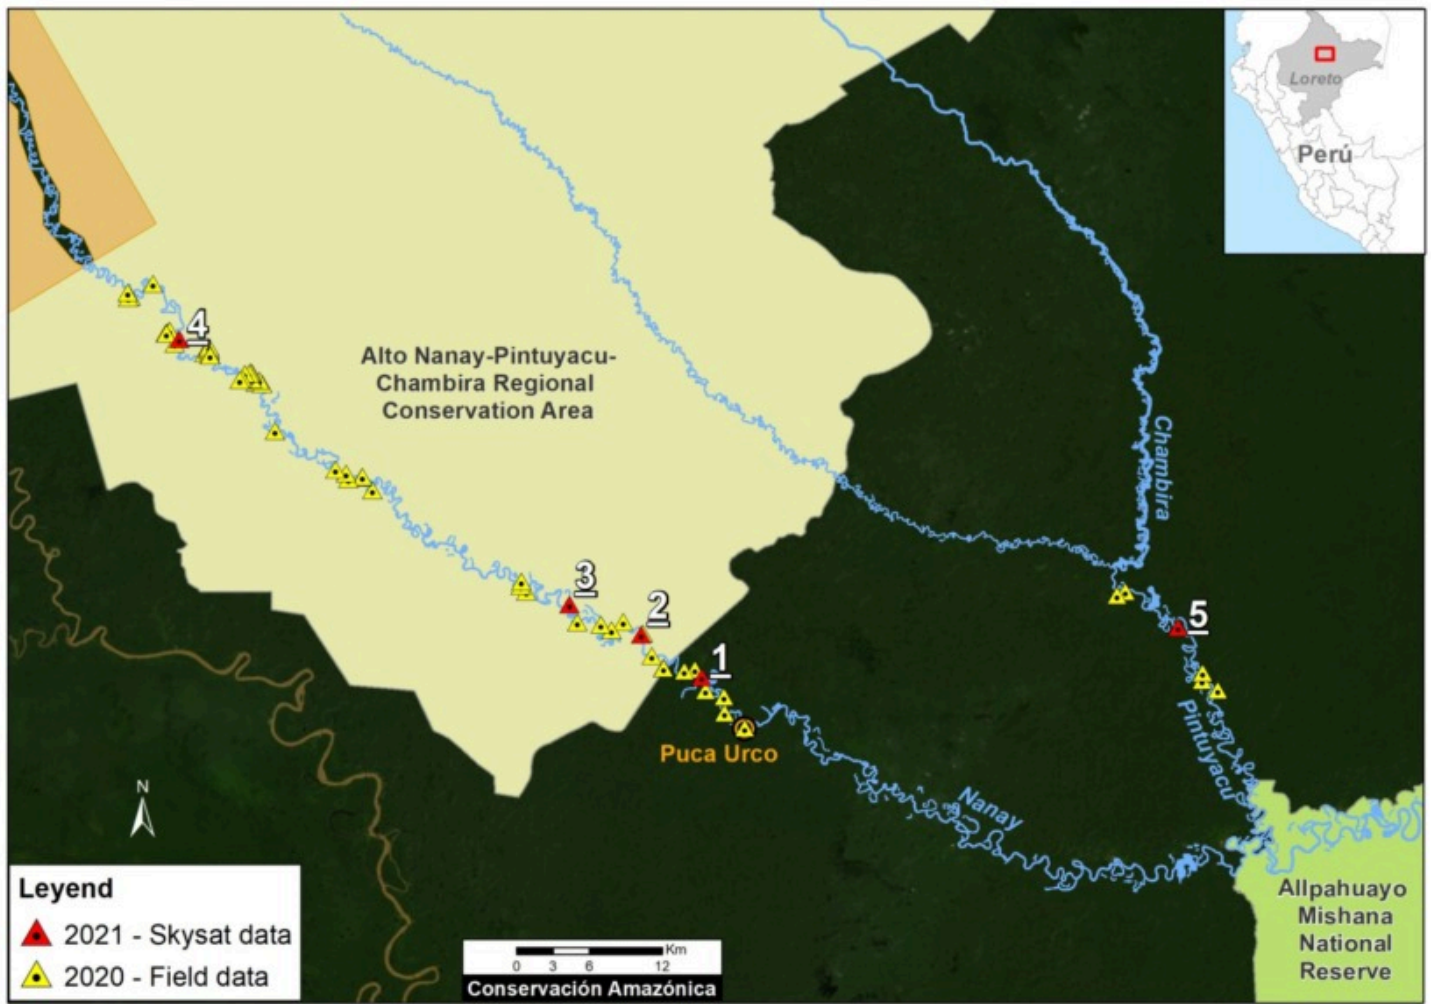 Loreto
Perú
4
Alto Nanay-Pintuyacu-
Chambira Regional
Conservation Area
Chambira
3
2
5
1
Pintuyacu
Puca Urco
Nanay
N
Allpahuayo
Mishana
National
Reserve
Leyend
2021 - Skysat data
2020 - Field data
Km
0 3 6 12
Conservación Amazónica